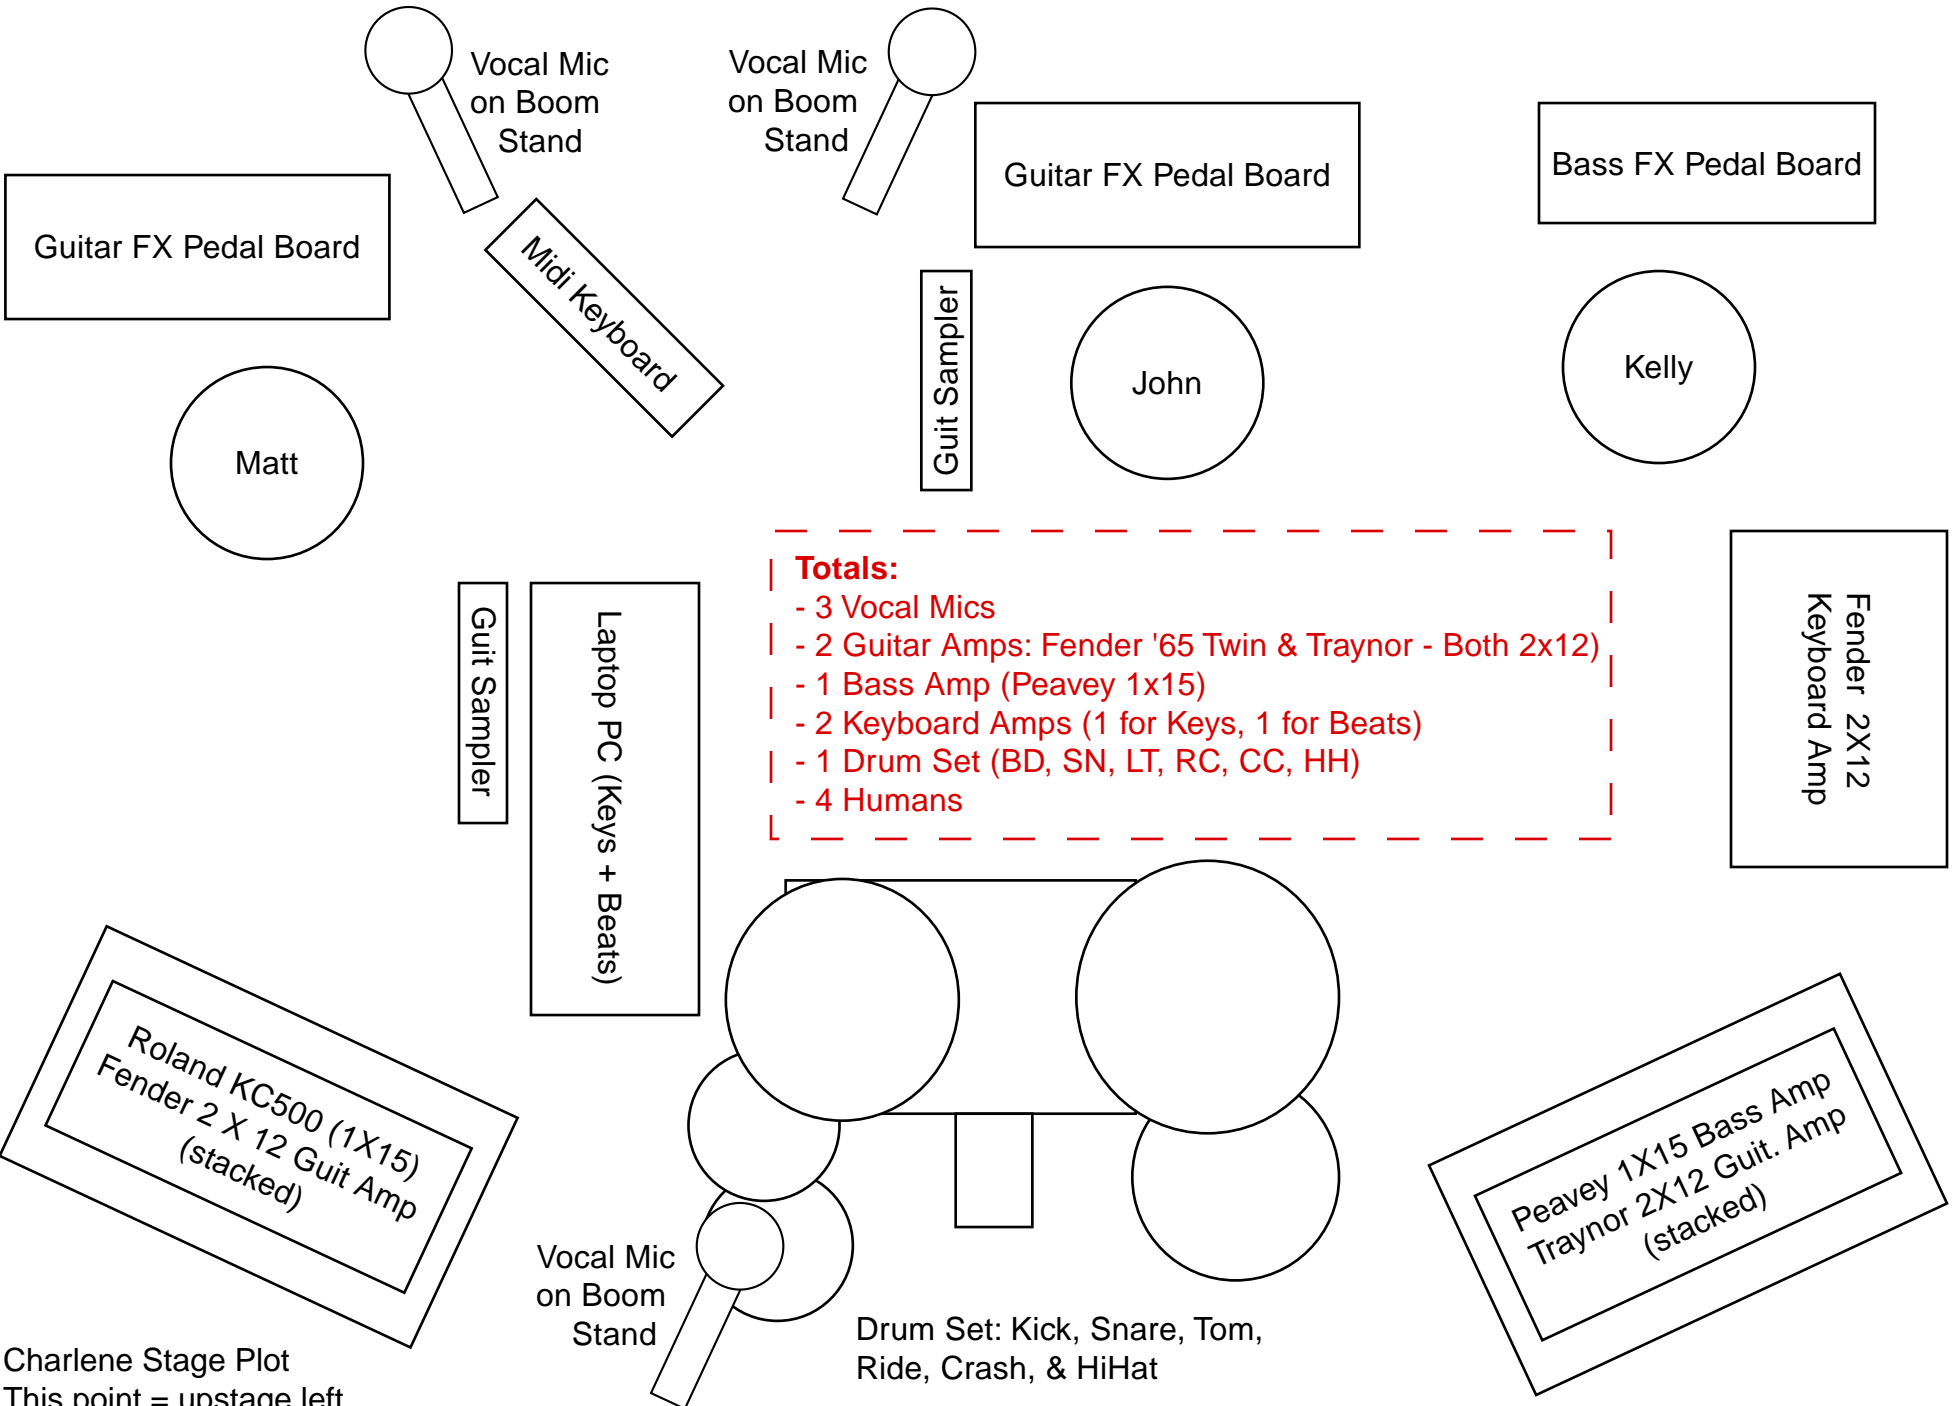 Vocal Mic
on Boom
Stand
Vocal Mic
on Boom
Stand
Guitar FX Pedal Board
Bass FX Pedal Board
Guitar FX Pedal Board
Midi Keyboard
Guit Sampler
John
Kelly
Matt
Totals:
- 3 Vocal Mics
- 2 Guitar Amps: Fender '65 Twin & Traynor - Both 2x12)
- 1 Bass Amp (Peavey 1x15)
- 2 Keyboard Amps (1 for Keys, 1 for Beats)
- 1 Drum Set (BD, SN, LT, RC, CC, HH)
- 4 Humans
Guit Sampler
Laptop PC (Keys + Beats)
Fender 2X12
Keyboard Amp
Roland KC500 (1X15)
Fender 2 X 12 Guit Amp
(stacked)
Peavey 1X15 Bass Amp
Traynor 2X12 Guit. Amp
(stacked)
Vocal Mic
on Boom
Stand
Drum Set: Kick, Snare, Tom,
Ride, Crash, & HiHat
Charlene Stage Plot
This point = upstage left